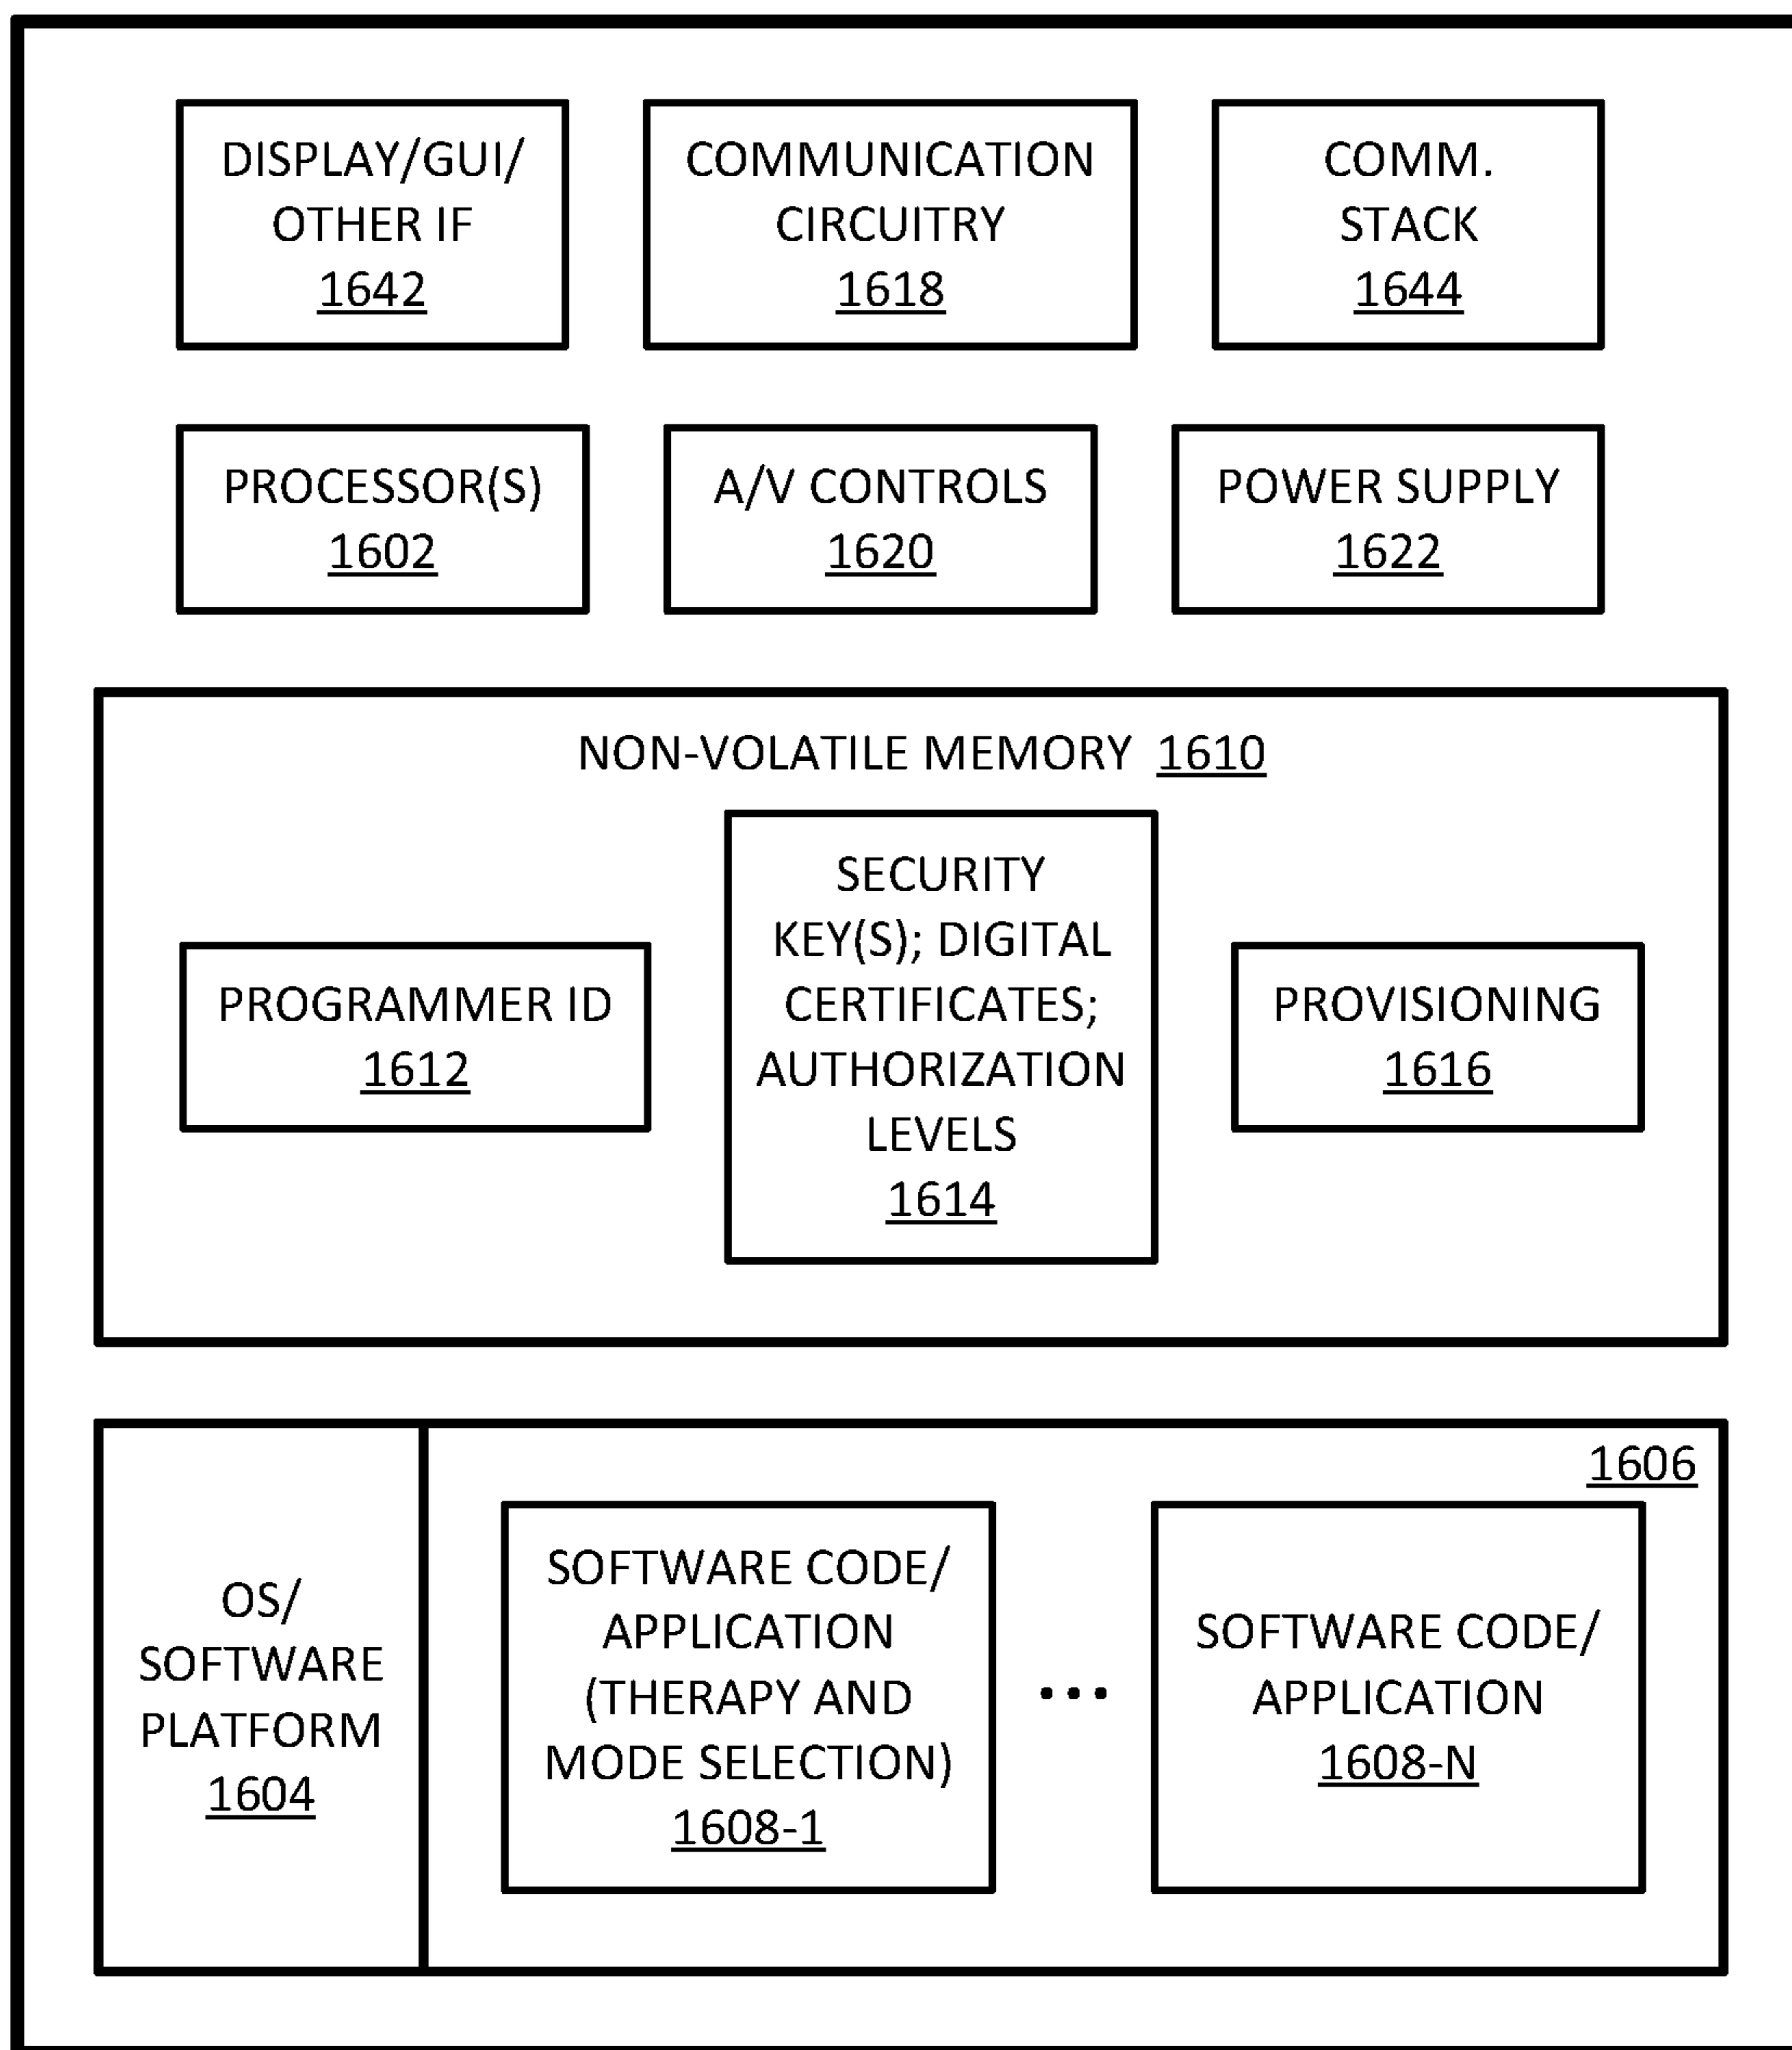 DISPLAY/GUI/
OTHER IF
1642
COMMUNICATION
CIRCUITRY
1618
COMM.
STACK
1644
PROCESSOR(S)
1602
A/V CONTROLS
1620
POWER SUPPLY
1622
NON-VOLATILE MEMORY 1610
PROGRAMMER ID
1612
SECURITY
KEY(S); DIGITAL
CERTIFICATES;
AUTHORIZATION
LEVELS
1614
PROVISIONING
1616
OS/
SOFTWARE
PLATFORM
1604
1606
SOFTWARE CODE/
APPLICATION
(THERAPY AND
MODE SELECTION)
1608-1
...
SOFTWARE CODE/
APPLICATION
1608-N